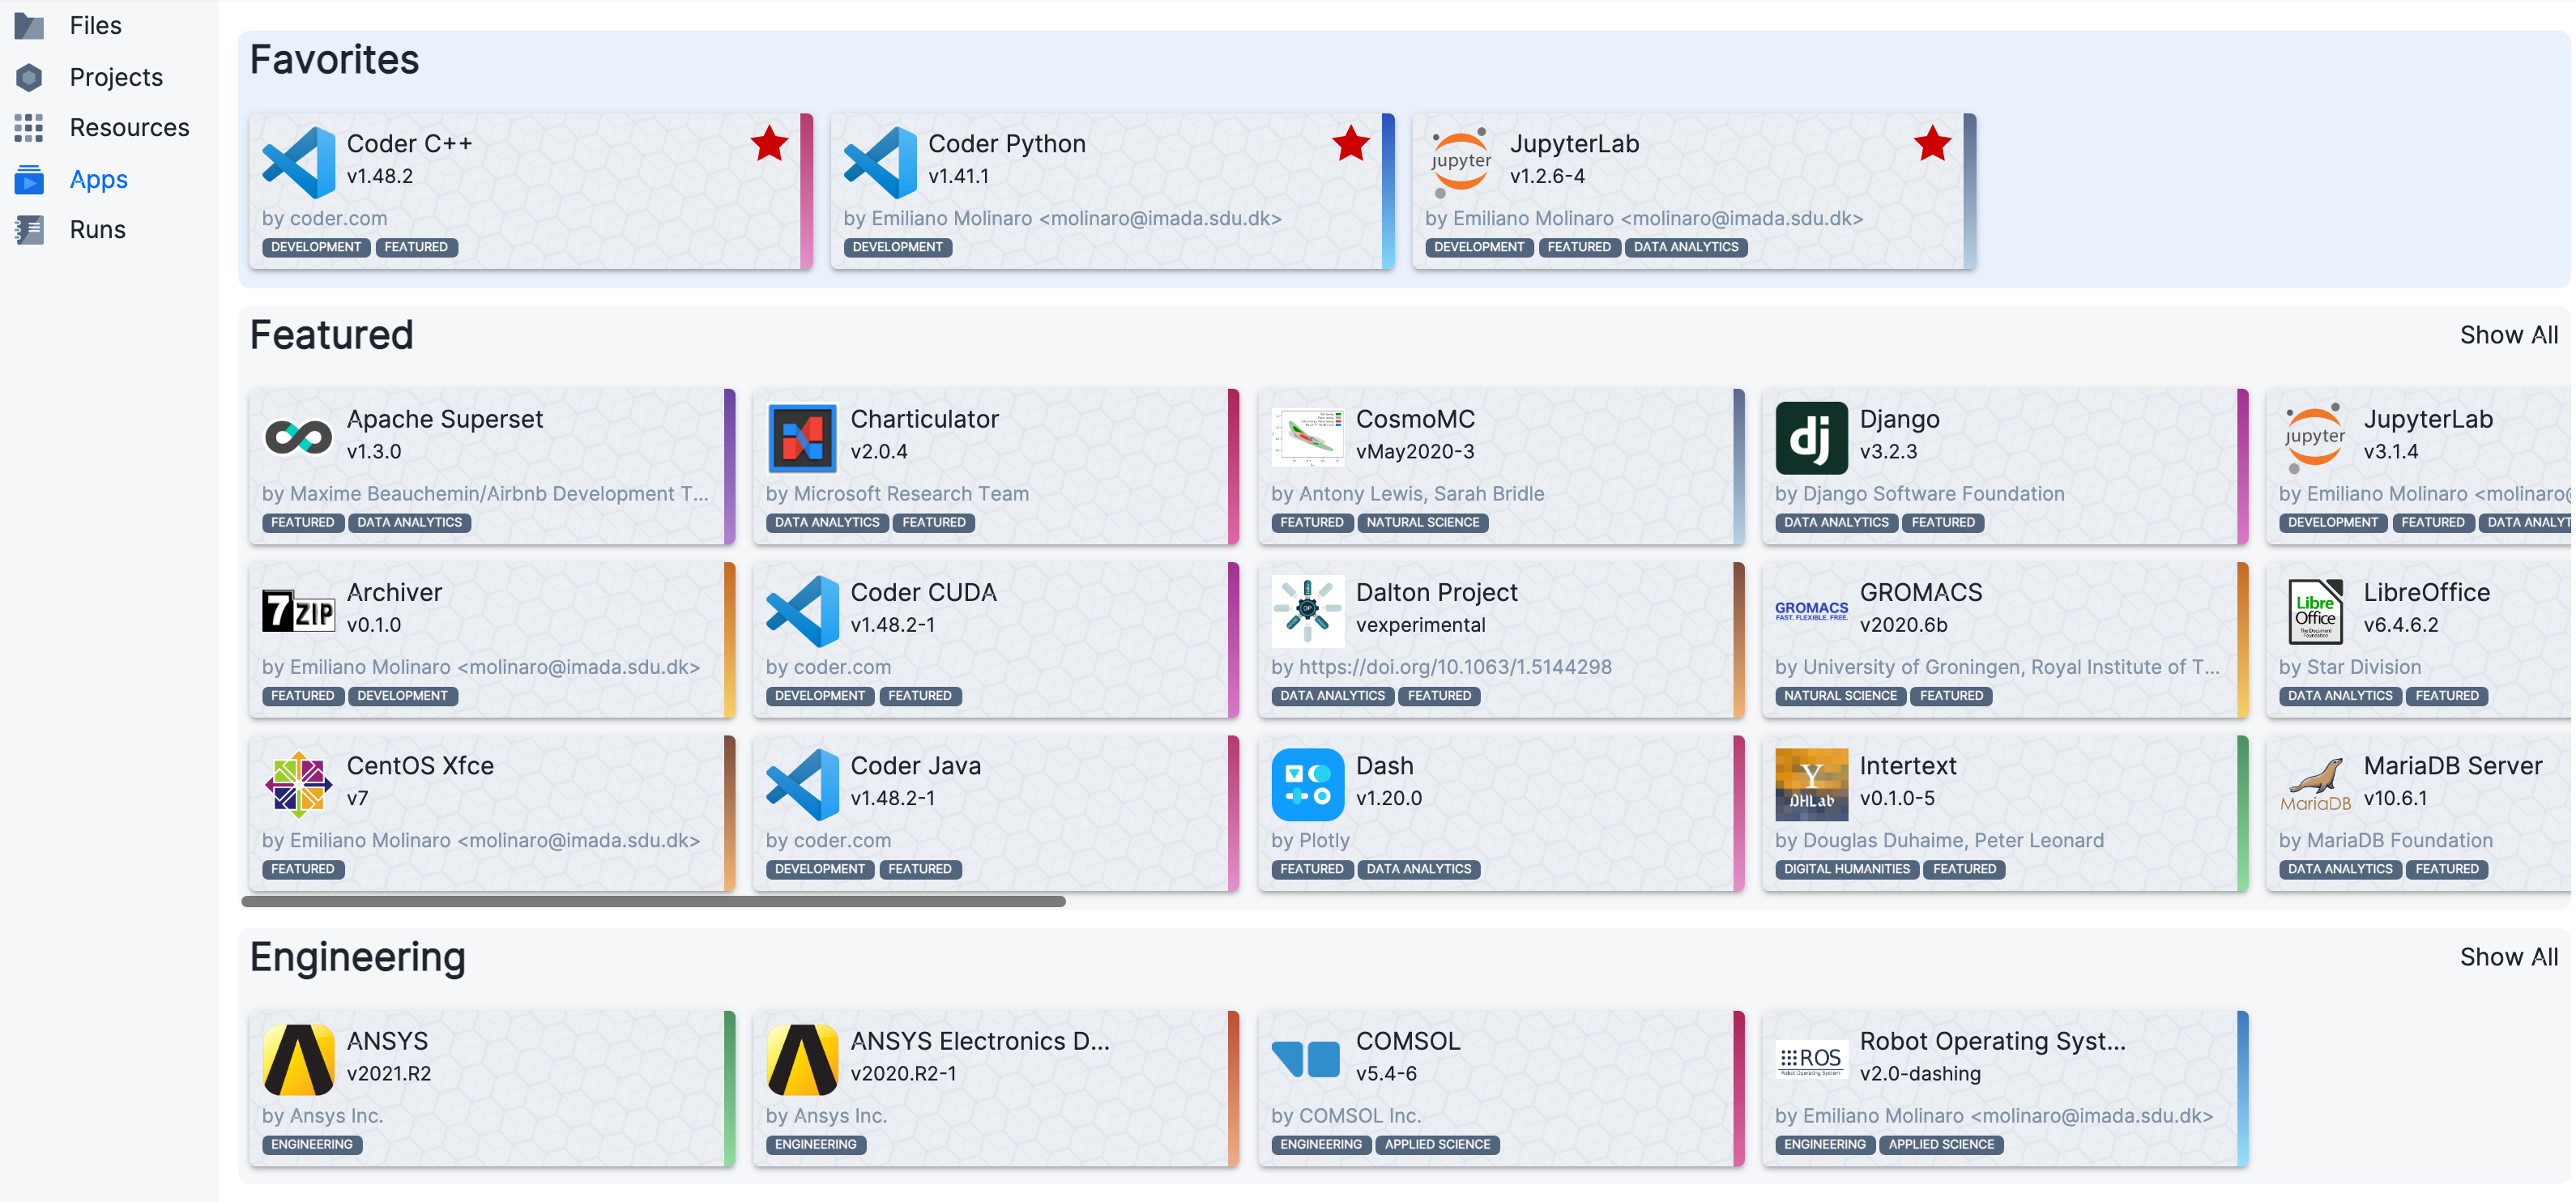 Files
Projects
Resources
Apps
Runs
Favorites
Coder C++
v1.48.2
by coder.com
DEVELOPMENT FEATURED
Coder Python
v1.41.1
by Emiliano Molinaro <molinaro@imada.sdu.dk>
DEVELOPMENT
jupyter
JupyterLab
v1.2.6-4
by Emiliano Molinaro <molinaro@imada.sdu.dk>
DEVELOPMENT FEATURED DATA ANALYTICS
Featured
Show All
Apache Superset
v1.3.0
by Maxime Beauchemin/Airbnb Development T...
FEATURED DATA ANALYTICS
Charticulator
v2.0.4
by Microsoft Research Team
DATA ANALYTICS FEATURED
CosmoMC
vMay2020-3
by Antony Lewis, Sarah Bridle
FEATURED NATURAL SCIENCE
dj
Django
v3.2.3
by Django Software Foundation
DATA ANALYTICS FEATURED
jupyter
JupyterLab
v3.1.4
by Emiliano Molinaro <molinaro@
DEVELOPMENT FEATURED DATA ANALYT
7 ZIP
Archiver
v0.1.0
by Emiliano Molinaro <molinaro@imada.sdu.dk>
FEATURED DEVELOPMENT
Coder CUDA
v1.48.2-1
by coder.com
DEVELOPMENT FEATURED
DP
Dalton Project
vexperimental
by https://doi.org/10.1063/1.5144298
DATA ANALYTICS FEATURED
GROMACS
FAST. FLEXIBLE. FREE.
GROMACS
v2020.6b
by University of Groningen, Royal Institute of T...
NATURAL SCIENCE FEATURED
Libre
Office
The Document
Foundation
LibreOffice
v6.4.6.2
by Star Division
DATA ANALYTICS FEATURED
CentOS Xfce
v7
by Emiliano Molinaro <molinaro@imada.sdu.dk>
FEATURED
Coder Java
v1.48.2-1
by coder.com
DEVELOPMENT FEATURED
Dash
v1.20.0
by Plotly
FEATURED DATA ANALYTICS
Y
DHLab
Intertext
v0.1.0-5
by Douglas Duhaime, Peter Leonard
DIGITAL HUMANITIES FEATURED
MariaDB
MariaDB Server
v10.6.1
by MariaDB Foundation
DATA ANALYTICS FEATURED
Engineering
Show All
ANSYS
v2021.R2
by Ansys Inc.
ENGINEERING
ANSYS Electronics D...
v2020.R2-1
by Ansys Inc.
ENGINEERING
COMSOL
v5.4-6
by COMSOL Inc.
ENGINEERING APPLIED SCIENCE
ROS
Robot Operating System
Robot Operating Syst...
v2.0-dashing
by Emiliano Molinaro <molinaro@imada.sdu.dk>
ENGINEERING APPLIED SCIENCE